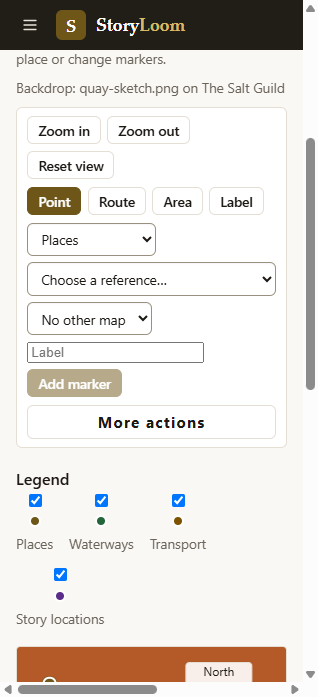 S StoryLoom
place or change markers.
Backdrop: quay-sketch.png on The Salt Guild
Zoom in Zoom out
Reset view
Point Route Area Label
Places
Choose a reference...
No other map
Label
Add marker
More actions
Legend
Places Waterways Transport
Story locations
North